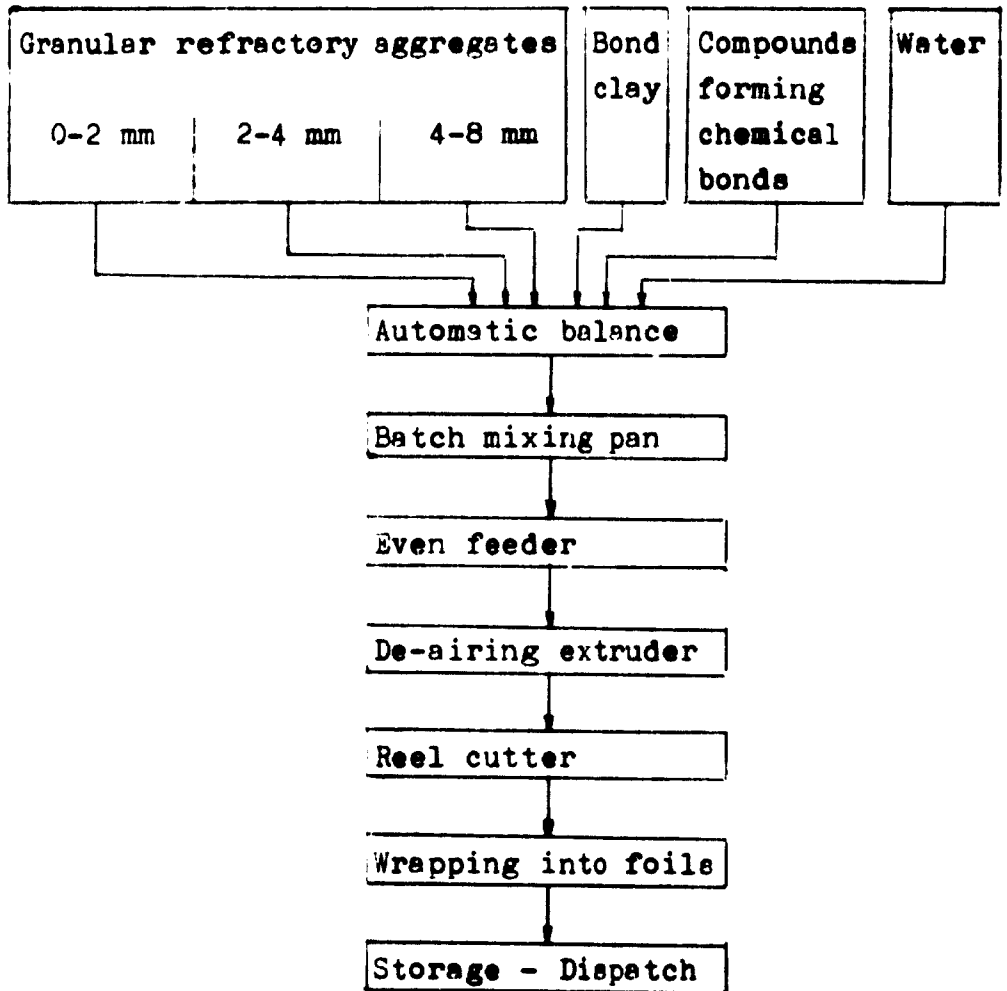 Granular refractory aggregates
0-2 mm
2-4 mm
4-8 mm
Bond
clay
Compounds
forming
chemical
bonds
Water
Automatic balance
Batch mixing pan
Even feeder
De-airing extruder
Reel cutter
Wrapping into foils
Storage - Dispatch